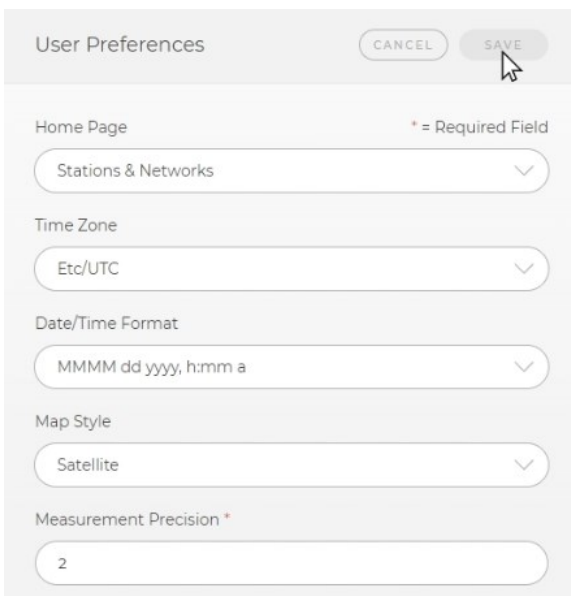 User Preferences CANCEL SAVE
Home Page * = Required Field
Stations & Networks
Time Zone
Etc/UTC
Date/Time Format
MMMM dd yyyy, h:mm a
Map Style
Satellite
Measurement Precision *
2